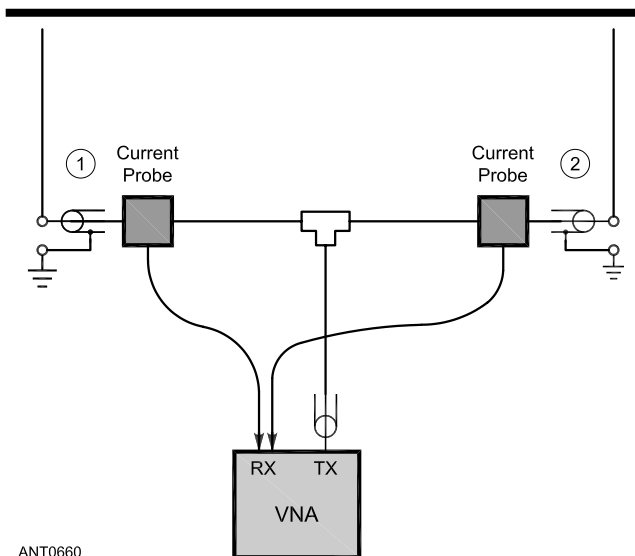 1
Current
Probe
Current
Probe
2
RX
TX
VNA
ANT0660